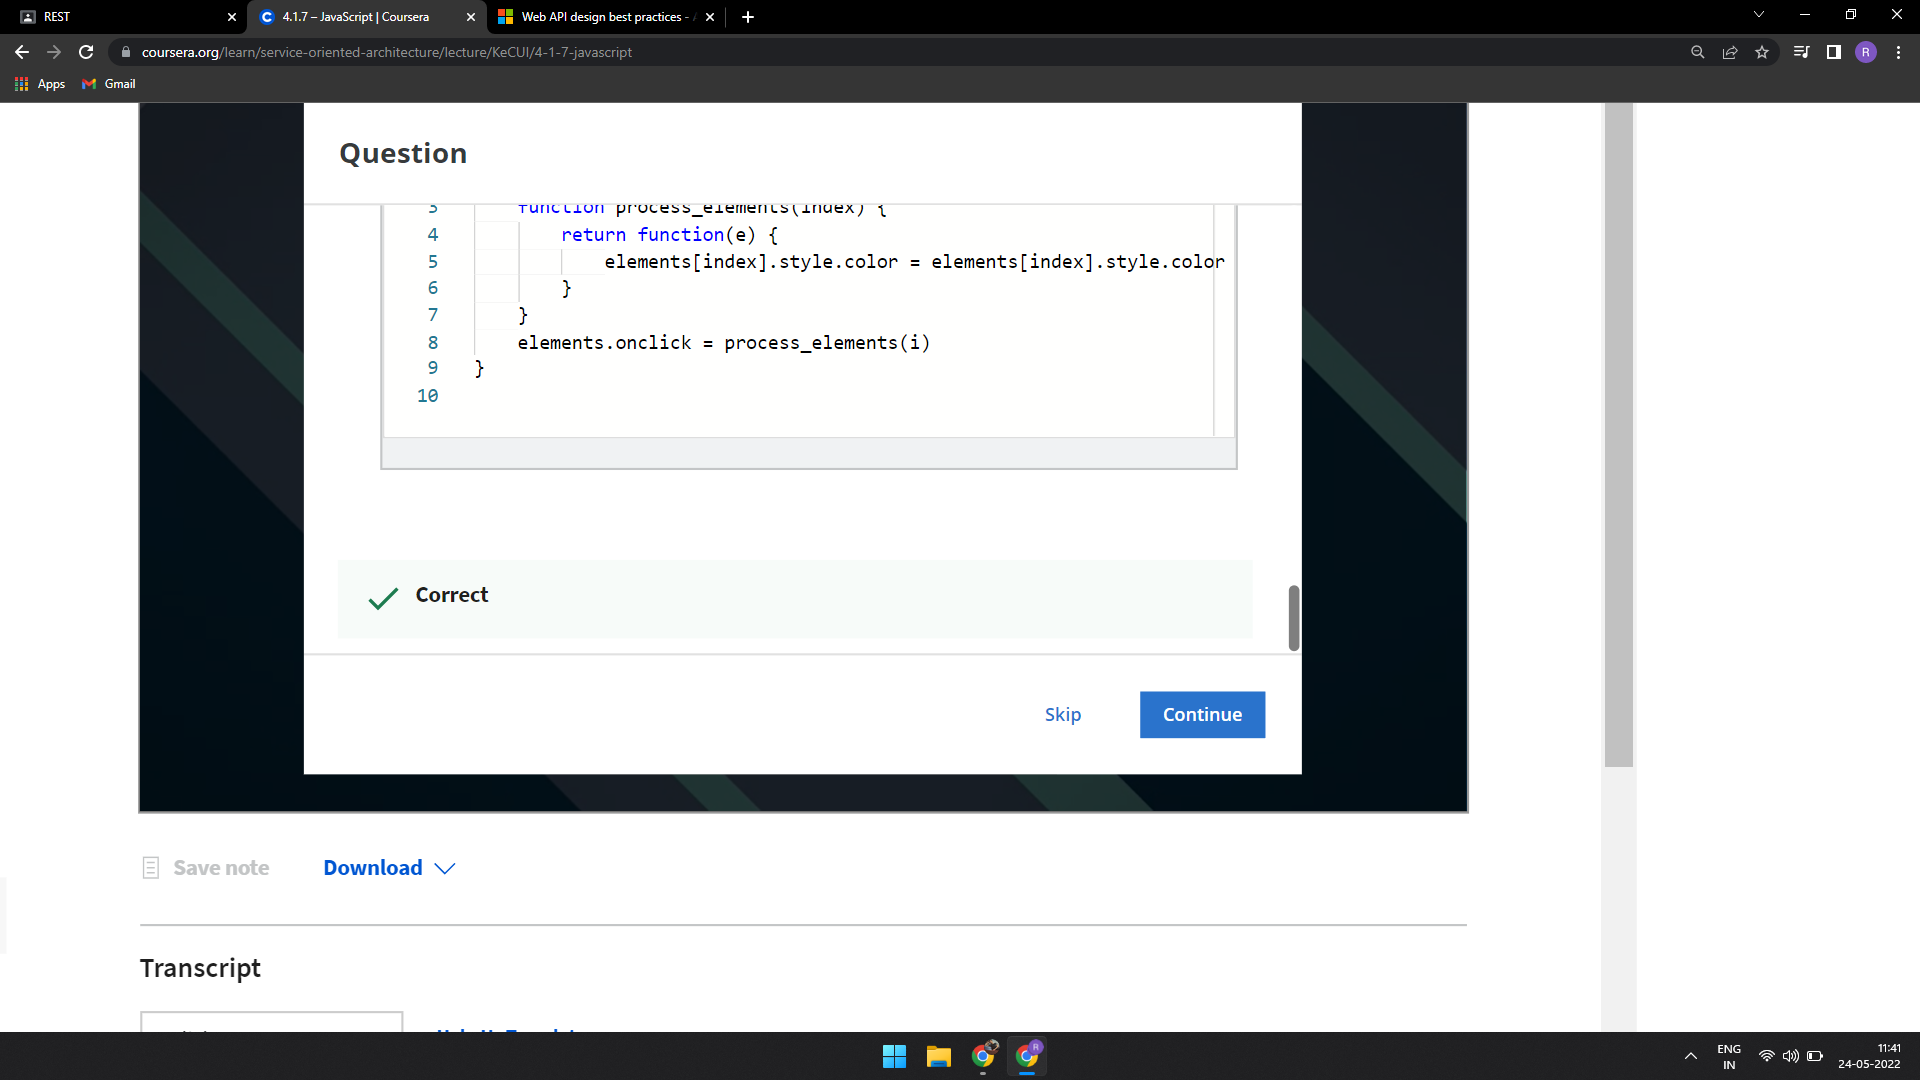 REST
4.1.7 – JavaScript | Coursera
Web API design best practices -
coursera.org/learn/service-oriented-architecture/lecture/KeCUI/4-1-7-javascript
R
Apps
Gmail
Question
3 function process_elements(index) {
4 return function(e) {
5 elements[index].style.color = elements[index].style.color
6 }
7 }
8 elements.onclick = process_elements(i)
9 }
10
Correct
Skip
Continue
Save note
Download
Transcript
ENG
IN
11:41
24-05-2022